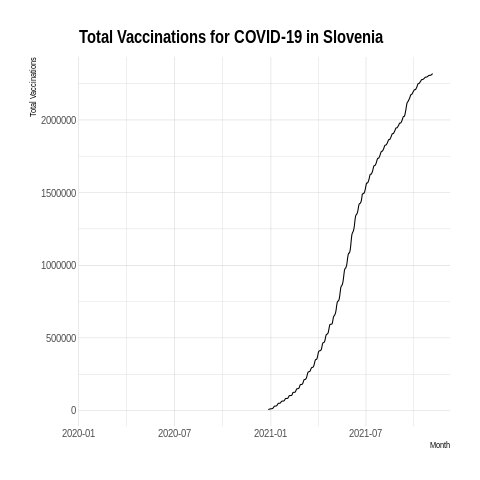 Total Vaccinations for COVID-19 in Slovenia
Total Vaccinations
2000000
1500000
1000000
500000
0
2020-01 2020-07 2021-01 2021-07
Month